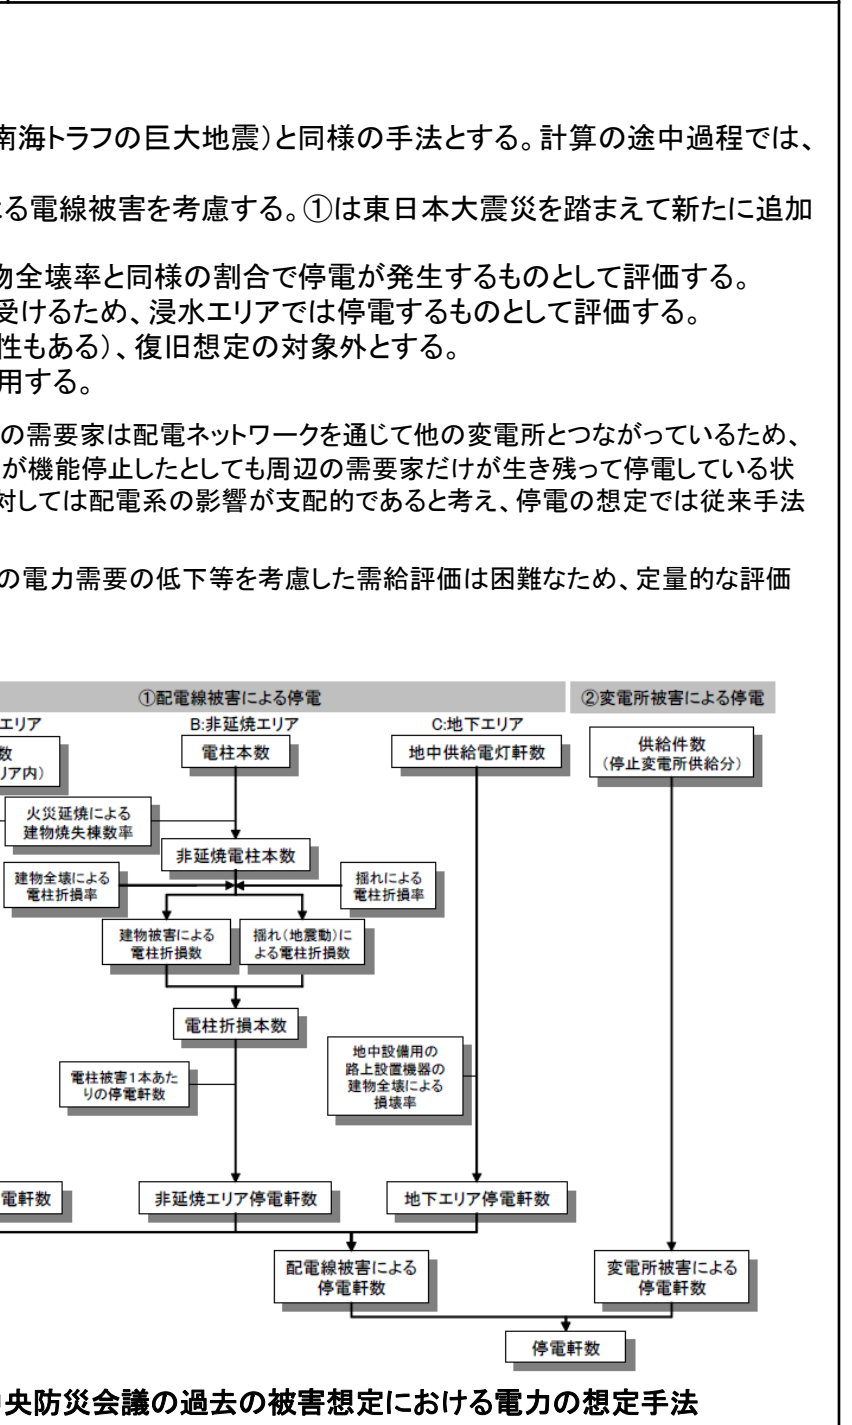 南海トラフの巨大地震）と同様の手法とする。計算の途中過程では、
る電線被害を考慮する。①は東日本大震災を踏まえて新たに追加
物全壊率と同様の割合で停電が発生するものとして評価する。
受けるため、浸水エリアでは停電するものとして評価する。
性もある）、復旧想定の対象外とする。
用する。
の需要家は配電ネットワークを通じて他の変電所とつながっているため、
が機能停止したとしても周辺の需要家だけが生き残って停電している状
対しては配電系の影響が支配的であると考え、停電の想定では従来手法
の電力需要の低下等を考慮した需給評価は困難なため、定量的な評価
①配電線被害による停電
②変電所被害による停電
エリア
B:非延焼エリア
C:地下エリア
数
リア内）
電柱本数
地中供給電灯軒数
供給件数
（停止変電所供給分）
火災延焼による
建物焼失棟数率
非延焼電柱本数
建物全壊による
電柱折損率
揺れによる
電柱折損率
建物被害による
電柱折損数
揺れ（地震動）に
よる電柱折損数
電柱折損本数
電柱被害１本あた
りの停電軒数
地中設備用の
路上設置機器の
建物全壊による
損壊率
電軒数
非延焼エリア停電軒数
地下エリア停電軒数
配電線被害による
停電軒数
変電所被害による
停電軒数
停電軒数
中央防災会議の過去の被害想定における電力の想定手法